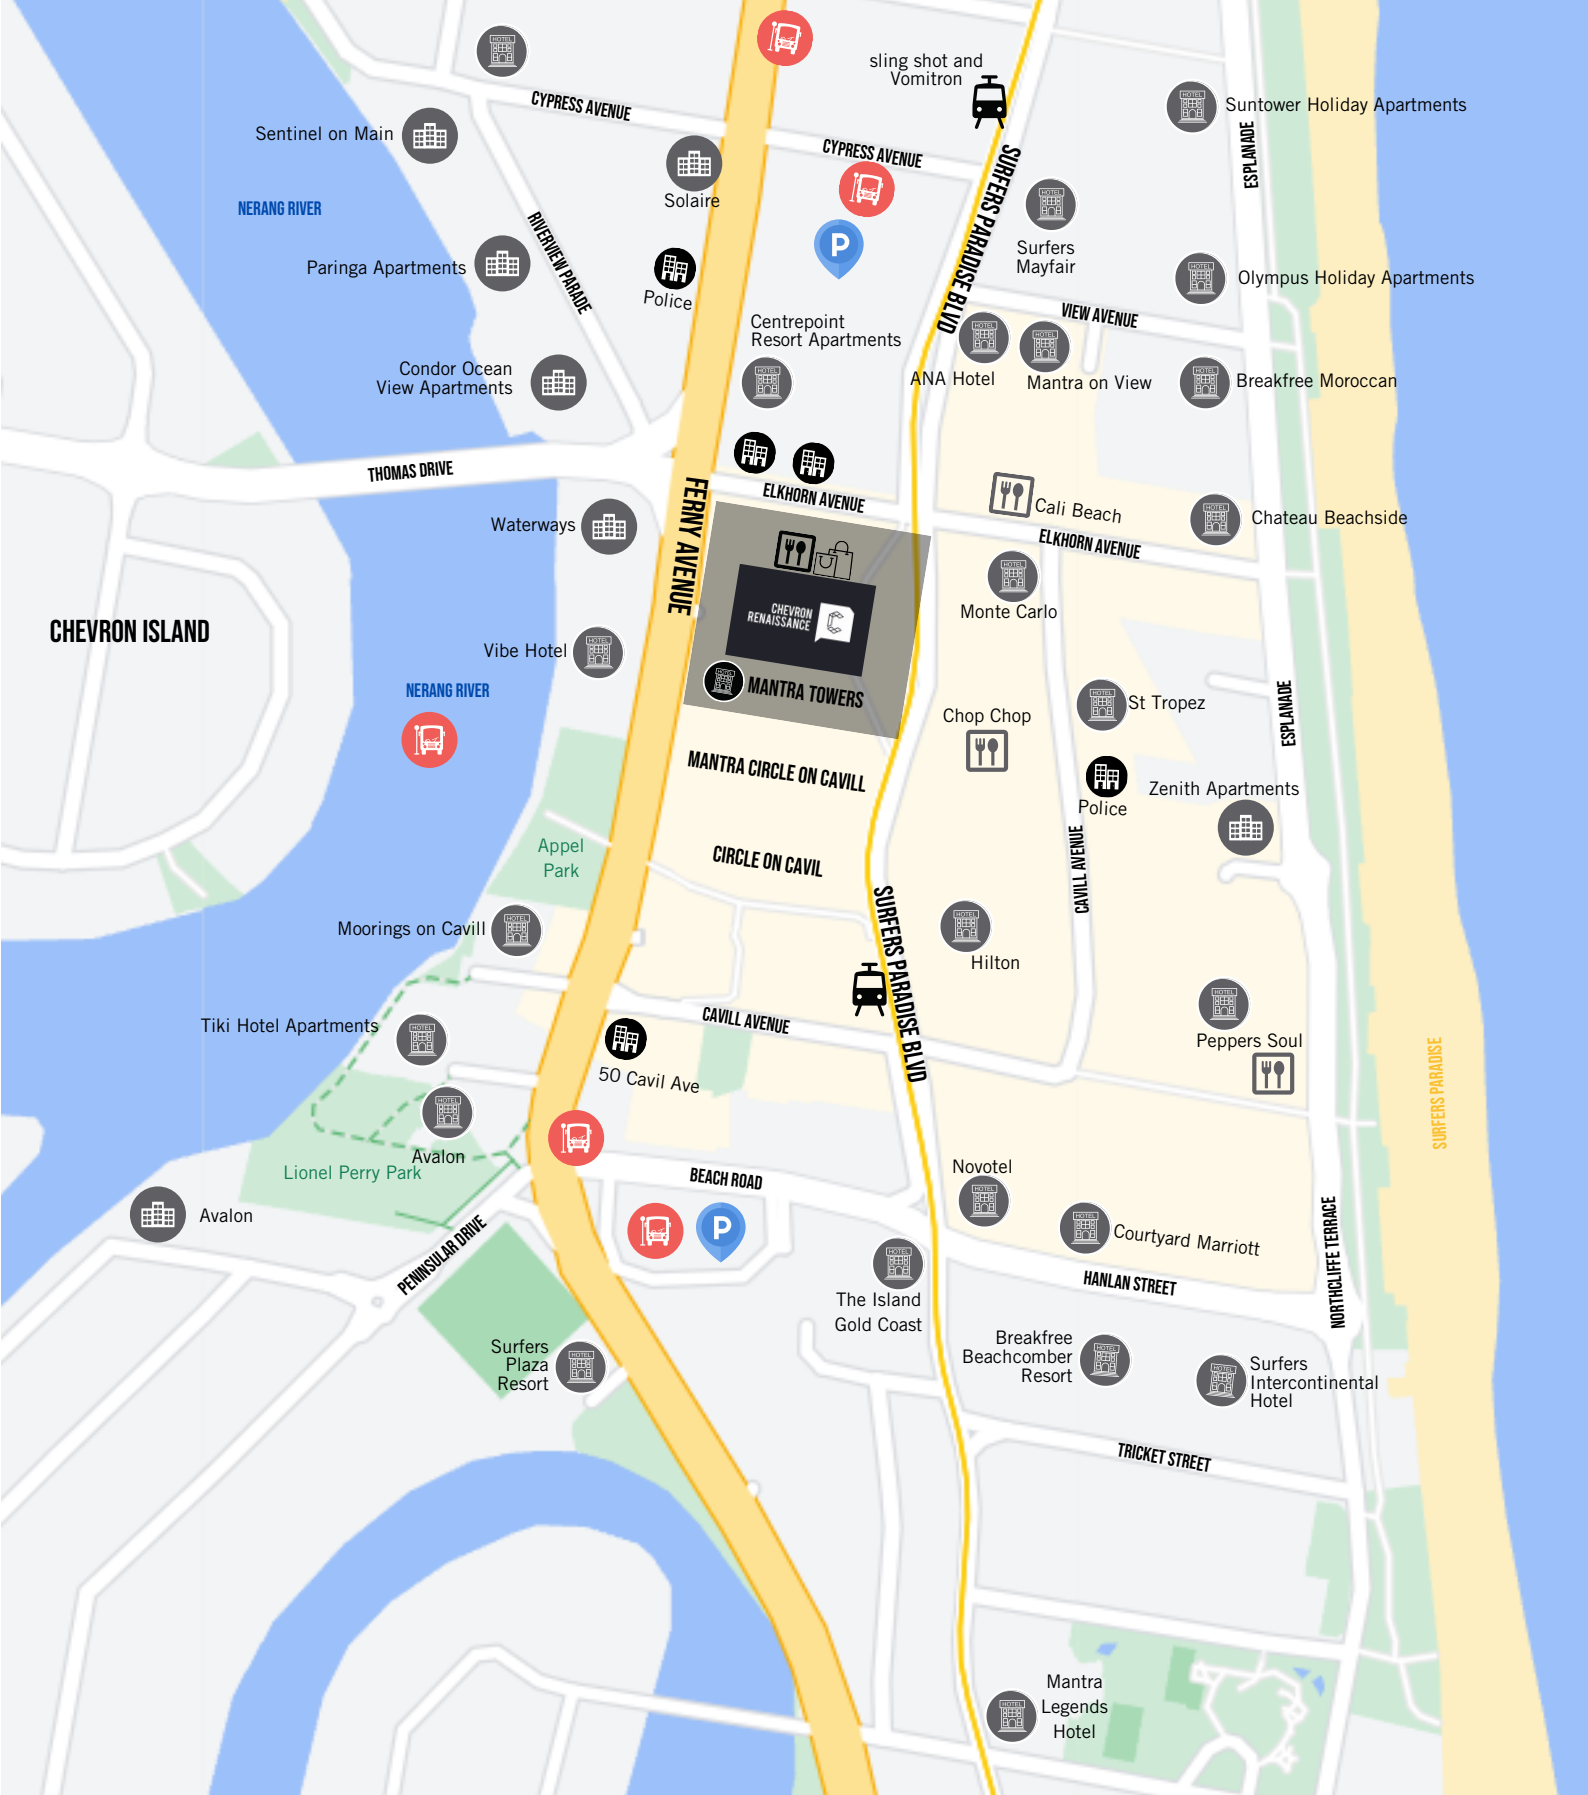 sling shot and
Vomitron
CYPRESS AVENUE
Suntower Holiday Apartments
Sentinel on Main
CYPRESS AVENUE
ESPLANADE
Solaire
SURFERS PARADISE BLVD
NERANG RIVER
RIVERVIEW PARADE
Surfers
Mayfair
Paringa Apartments
Police
Olympus Holiday Apartments
VIEW AVENUE
Centrepoint
Resort Apartments
Condor Ocean
View Apartments
ANA Hotel
Mantra on View
Breakfree Moroccan
THOMAS DRIVE
FERNY AVENUE
ELKHORN AVENUE
Cali Beach
Chateau Beachside
Waterways
ELKHORN AVENUE
CHEVRON ISLAND
CHEVRON
RENAISSANCE
Monte Carlo
Vibe Hotel
NERANG RIVER
MANTRA TOWERS
St Tropez
ESPLANADE
Chop Chop
MANTRA CIRCLE ON CAVILL
Police
Zenith Apartments
Appel
Park
CIRCLE ON CAVIL
CAVILL AVENUE
SURFERS PARADISE BLVD
Moorings on Cavill
Hilton
Tiki Hotel Apartments
CAVILL AVENUE
Peppers Soul
50 Cavil Ave
SURFERS PARADISE
Avalon
Lionel Perry Park
BEACH ROAD
Novotel
Avalon
PENINSULAR DRIVE
Courtyard Marriott
NORTHCLIFFE TERRACE
HANLAN STREET
The Island
Gold Coast
Surfers
Plaza
Resort
Breakfree
Beachcomber
Resort
Surfers
Intercontinental
Hotel
TRICKET STREET
Mantra
Legends
Hotel